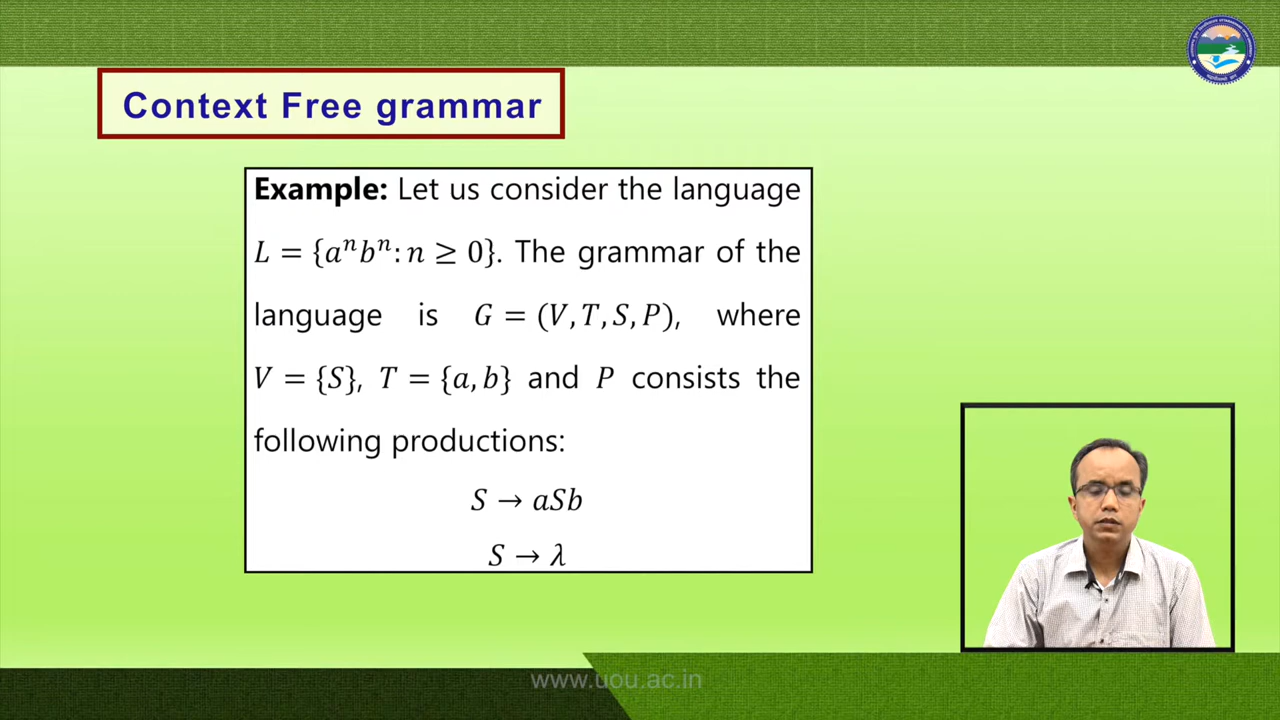 Context Free grammar
Example: Let us consider the language
L = {aⁿbⁿ: n ≥ 0}. The grammar of the
language is G = (V, T, S, P), where
V = {S}, T = {a, b} and P consists the
following productions:
S → aSb
S → λ
www.uou.ac.in